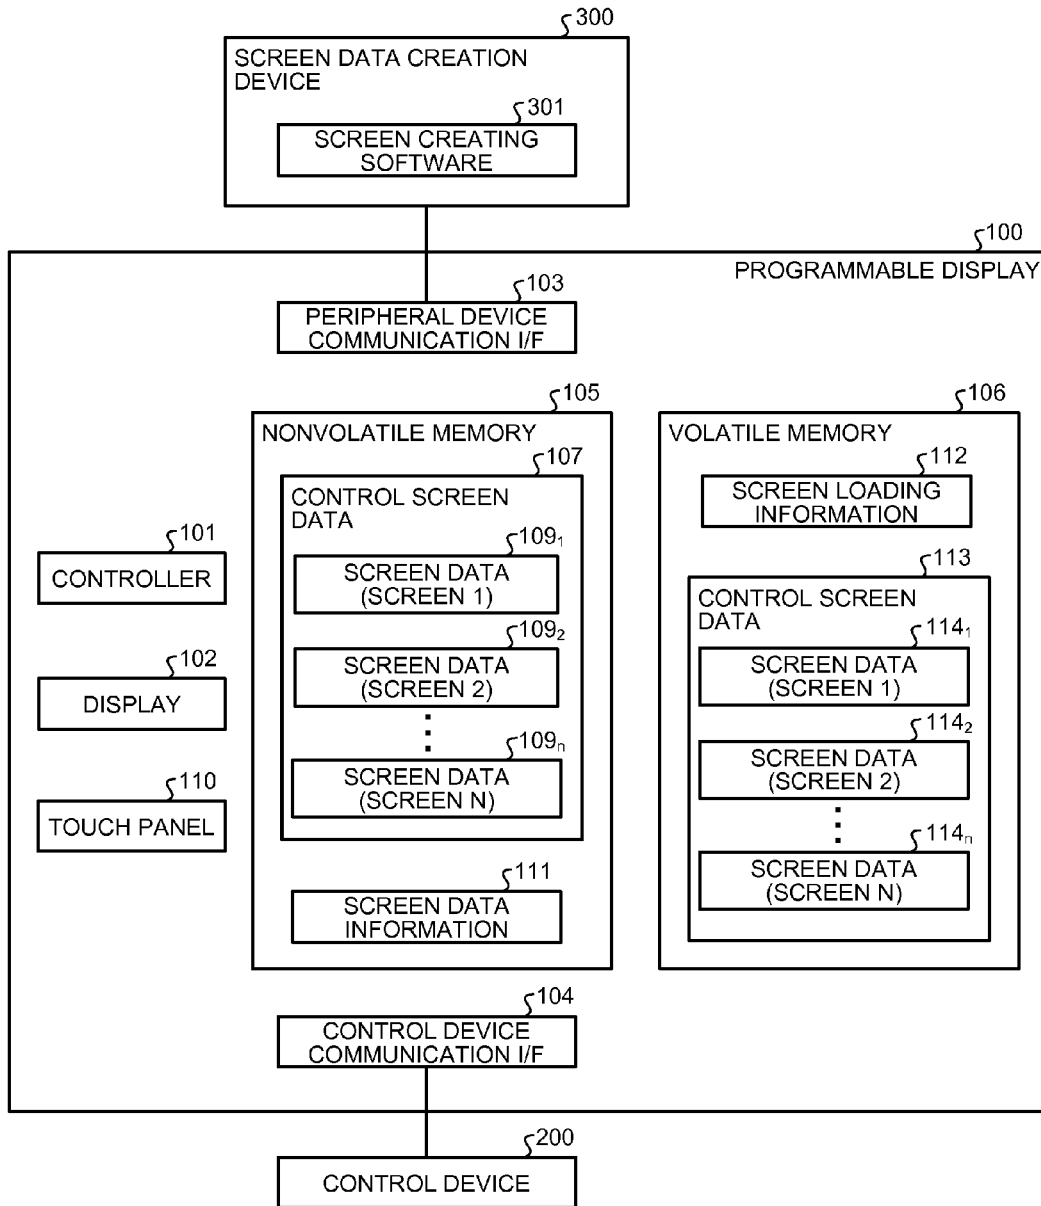 300
SCREEN DATA CREATION
DEVICE
301
SCREEN CREATING
SOFTWARE
100
PROGRAMMABLE DISPLAY
103
PERIPHERAL DEVICE
COMMUNICATION I/F
105
NONVOLATILE MEMORY
107
CONTROL SCREEN
DATA
109₁
SCREEN DATA
(SCREEN 1)
109₂
SCREEN DATA
(SCREEN 2)
109ₙ
SCREEN DATA
(SCREEN N)
111
SCREEN DATA
INFORMATION
101
CONTROLLER
102
DISPLAY
110
TOUCH PANEL
106
VOLATILE MEMORY
112
SCREEN LOADING
INFORMATION
113
CONTROL SCREEN
DATA
114₁
SCREEN DATA
(SCREEN 1)
114₂
SCREEN DATA
(SCREEN 2)
114ₙ
SCREEN DATA
(SCREEN N)
104
CONTROL DEVICE
COMMUNICATION I/F
200
CONTROL DEVICE